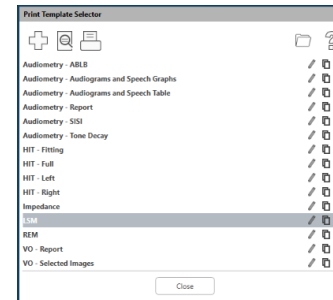 Print Template Selector
Audiometry - ABLB
Audiometry - Audiograms and Speech Graphs
Audiometry - Audiograms and Speech Table
Audiometry - Report
Audiometry - SISI
Audiometry - Tone Decay
HIT - Fitting
HIT - Full
HIT - Left
HIT - Right
Impedance
LSM
REM
VO - Report
VO - Selected Images
Close